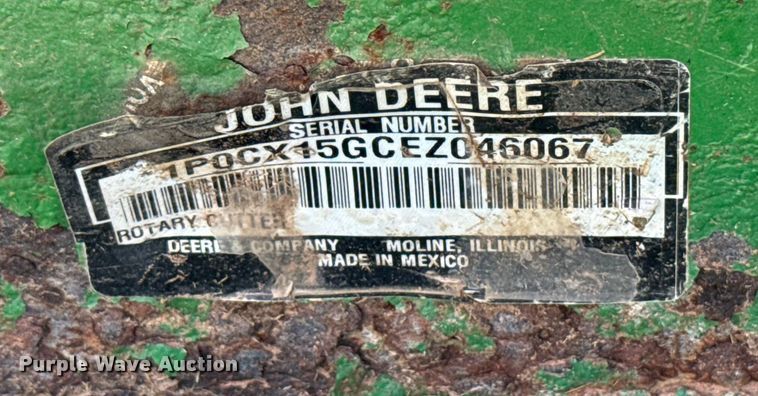 JOHN DEERE
SERIAL NUMBER
1P0CX15GCEZ046067
ROTARY CUTTER
DEERE & COMPANY MOLINE, ILLINOIS
MADE IN MEXICO
Purple Wave Auction